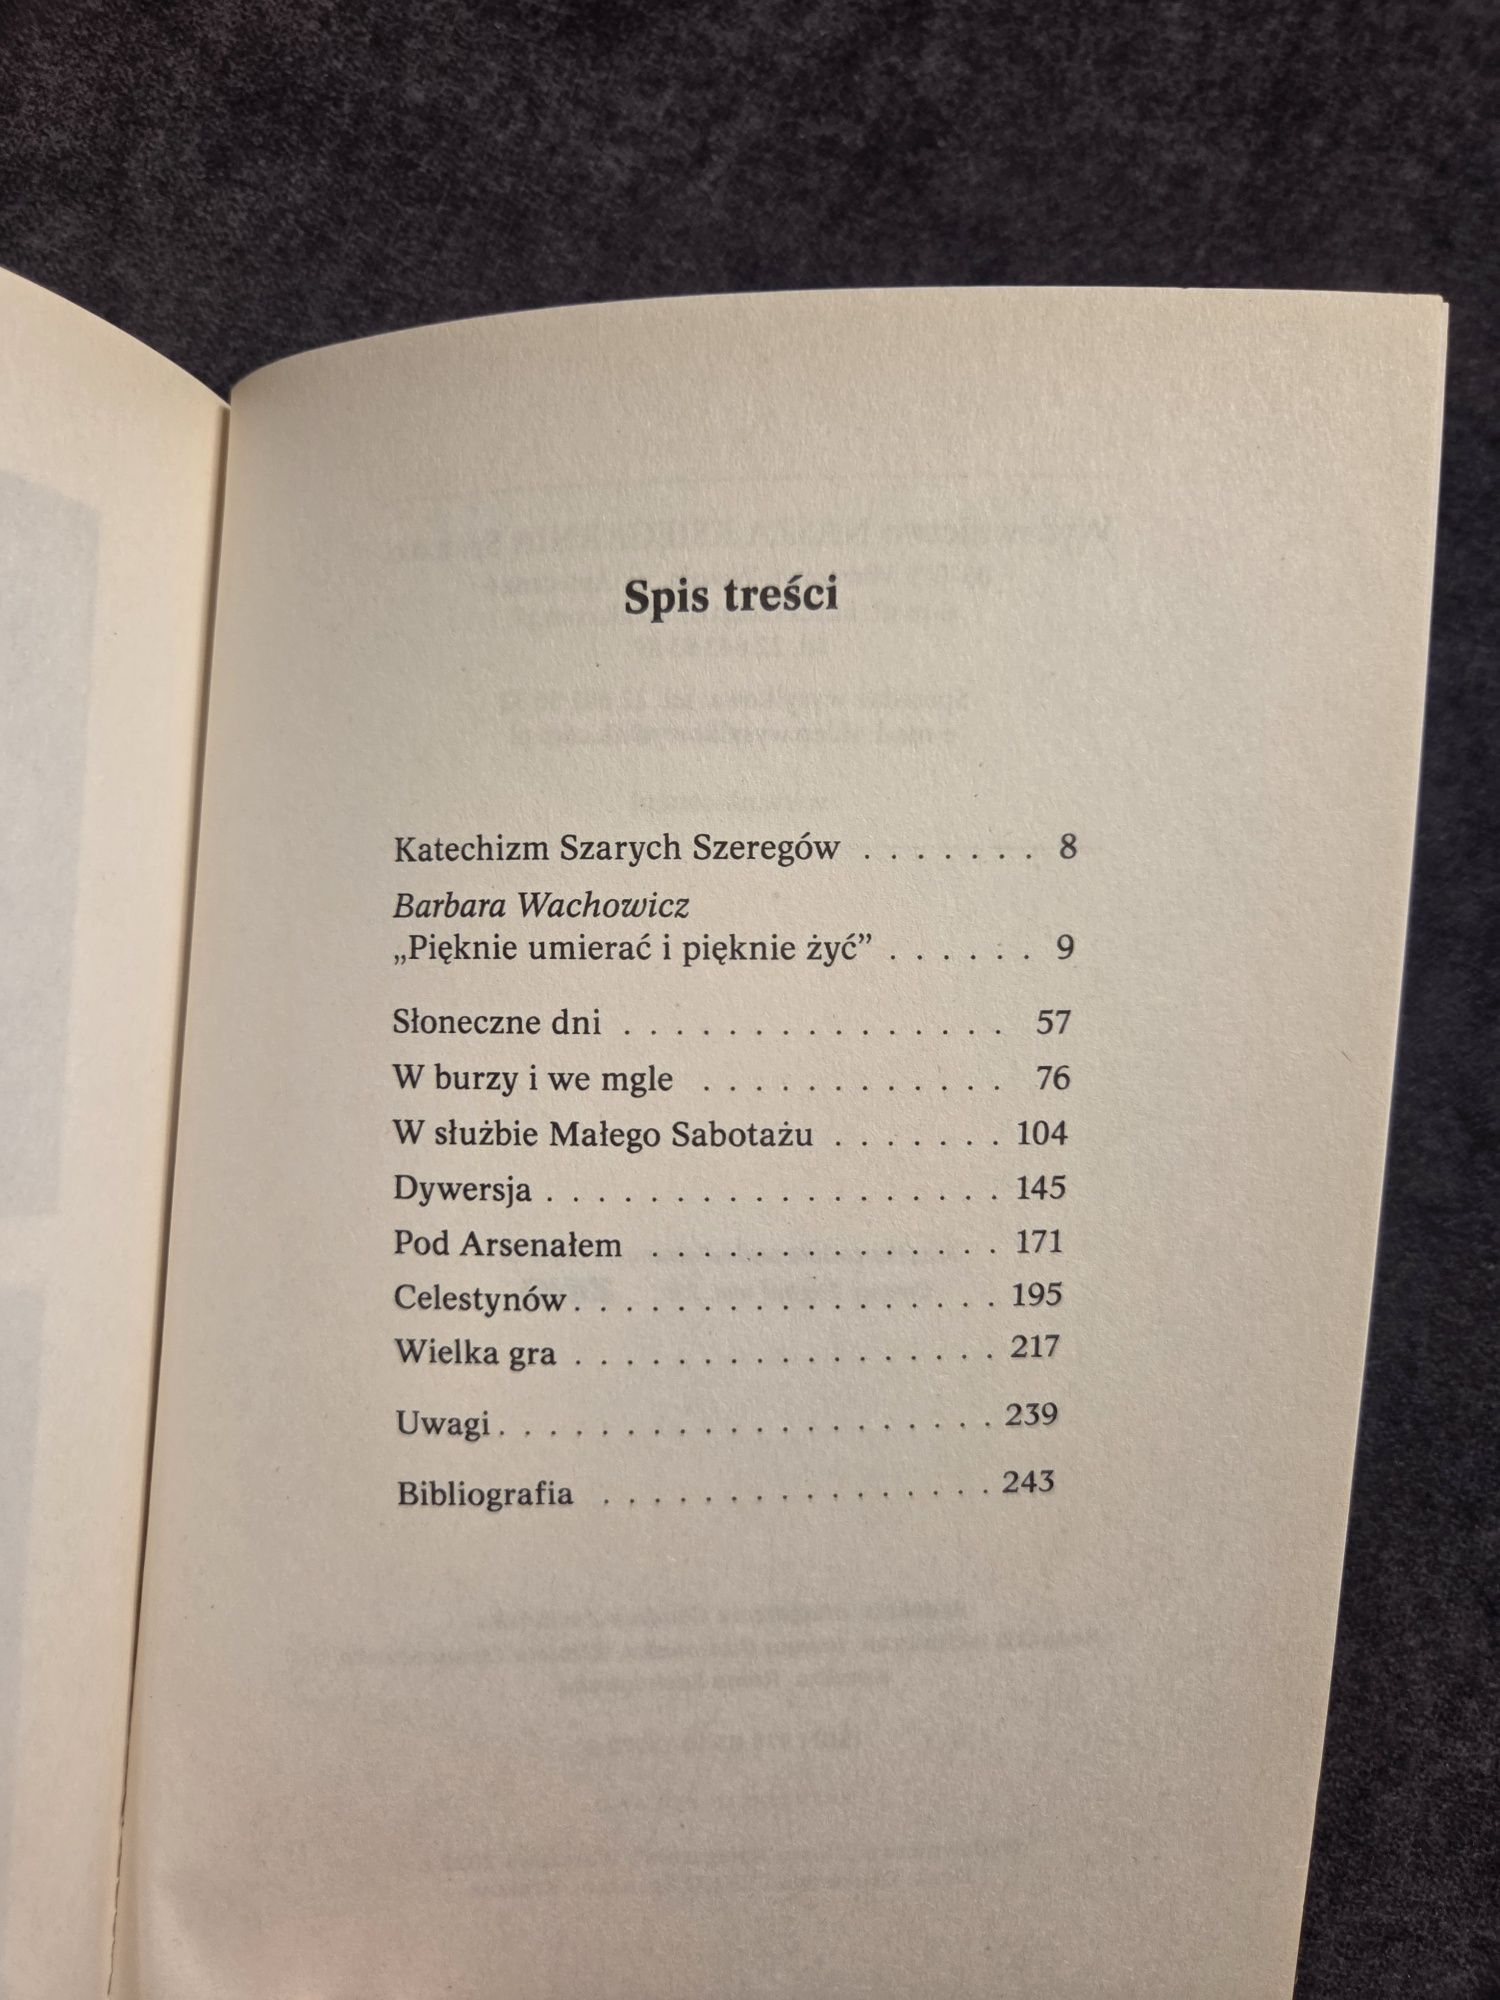 Spis treści
Katechizm Szarych Szeregów . . . . . . . 8
Barbara Wachowicz
„Pięknie umierać i pięknie żyć” . . . . . . 9
Słoneczne dni . . . . . . . . . . . . . . . 57
W burzy i we mgle . . . . . . . . . . . . 76
W służbie Małego Sabotażu . . . . . . . 104
Dywersja . . . . . . . . . . . . . . . . . . 145
Pod Arsenałem . . . . . . . . . . . . . . 171
Celestynów . . . . . . . . . . . . . . . . . 195
Wielka gra . . . . . . . . . . . . . . . . . 217
Uwagi . . . . . . . . . . . . . . . . . . . . 239
Bibliografia . . . . . . . . . . . . . . . . 243